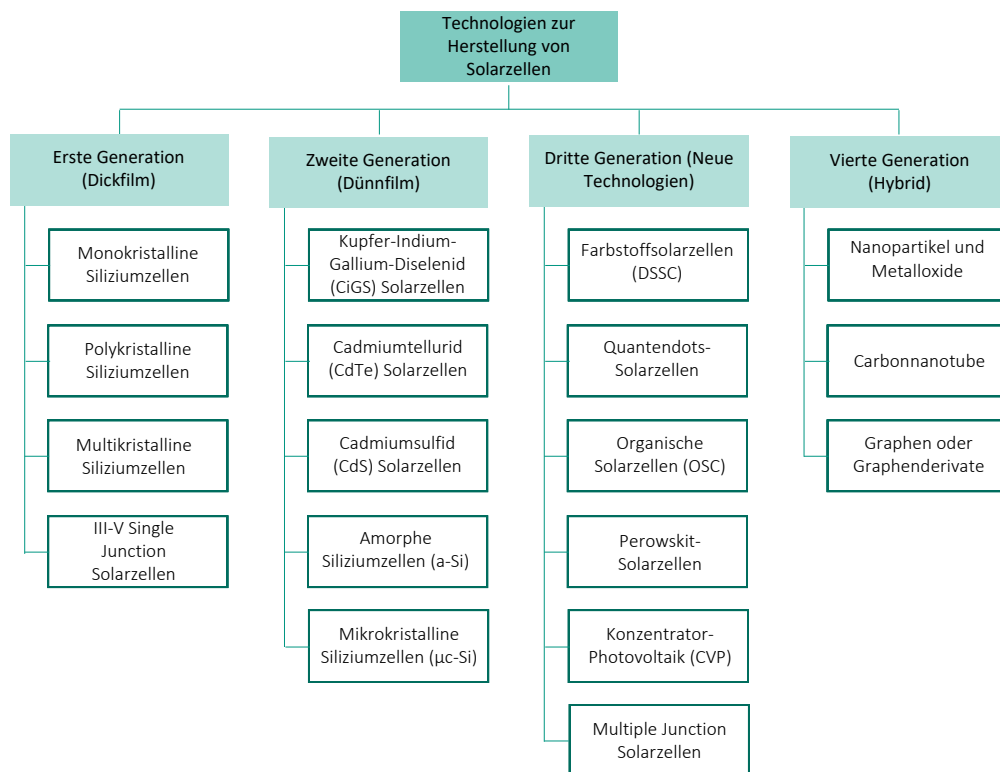 Technologien zur
Herstellung von
Solarzellen
Erste Generation
(Dickfilm)
Monokristalline
Siliziumzellen
Polykristalline
Siliziumzellen
Multikristalline
Siliziumzellen
III-V Single
Junction
Solarzellen
Zweite Generation
(Dünnfilm)
Kupfer-Indium-
Gallium-Diselenid
(CiGS) Solarzellen
Cadmiumtellurid
(CdTe) Solarzellen
Cadmiumsulfid
(CdS) Solarzellen
Amorphe
Siliziumzellen (a-Si)
Mikrokristalline
Siliziumzellen (µc-Si)
Dritte Generation (Neue
Technologien)
Farbstoffsolarzellen
(DSSC)
Quantendots-
Solarzellen
Organische
Solarzellen (OSC)
Perowskit-
Solarzellen
Konzentrator-
Photovoltaik (CVP)
Multiple Junction
Solarzellen
Vierte Generation
(Hybrid)
Nanopartikel und
Metalloxide
Carbonnanotube
Graphen oder
Graphenderivate